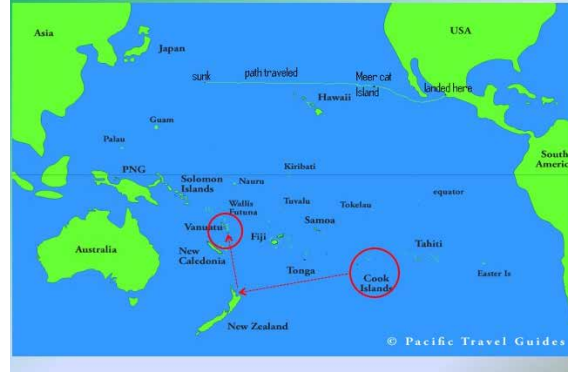 Asia
USA
Japan
sunk
path traveled
Meer cat
Island
landed here
Hawaii
Guam
Palau
PNG
Solomon
Islands
Nauru
Kiribati
equator
South
Americ
Wallis
Futuna
Tuvalu
Tokelau
Samoa
Vanuatu
Fiji
Tahiti
Australia
New
Caledonia
Tonga
Cook
Islands
Easter Is
New Zealand
© Pacific Travel Guides